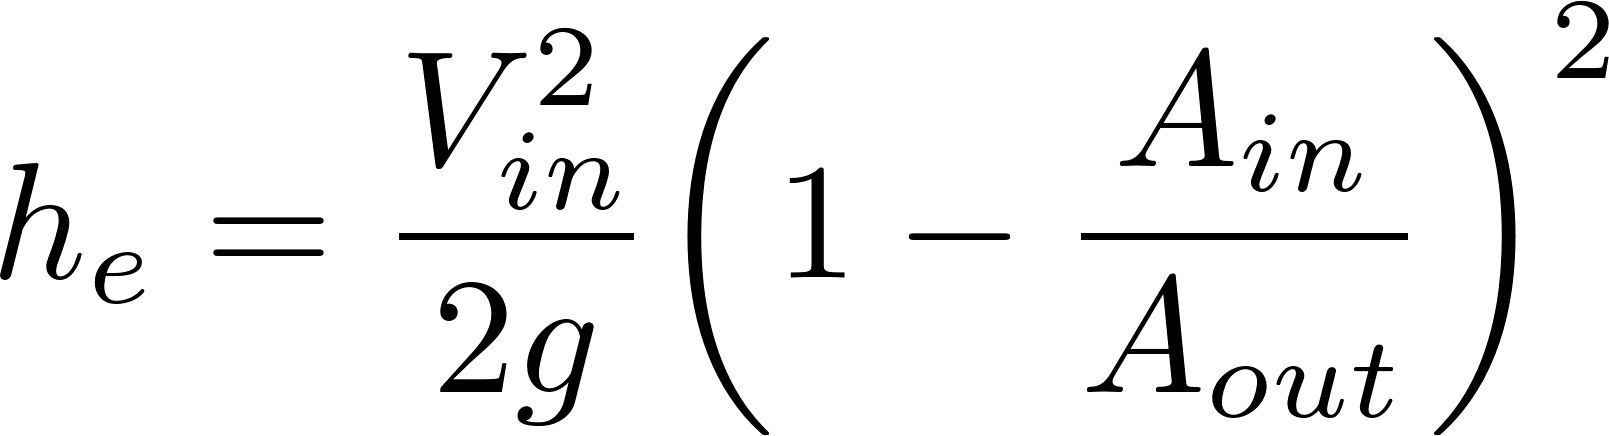 h_e = \frac{V_{in}^2}{2g} \left( 1 - \frac{A_{in}}{A_{out}} \right)^2